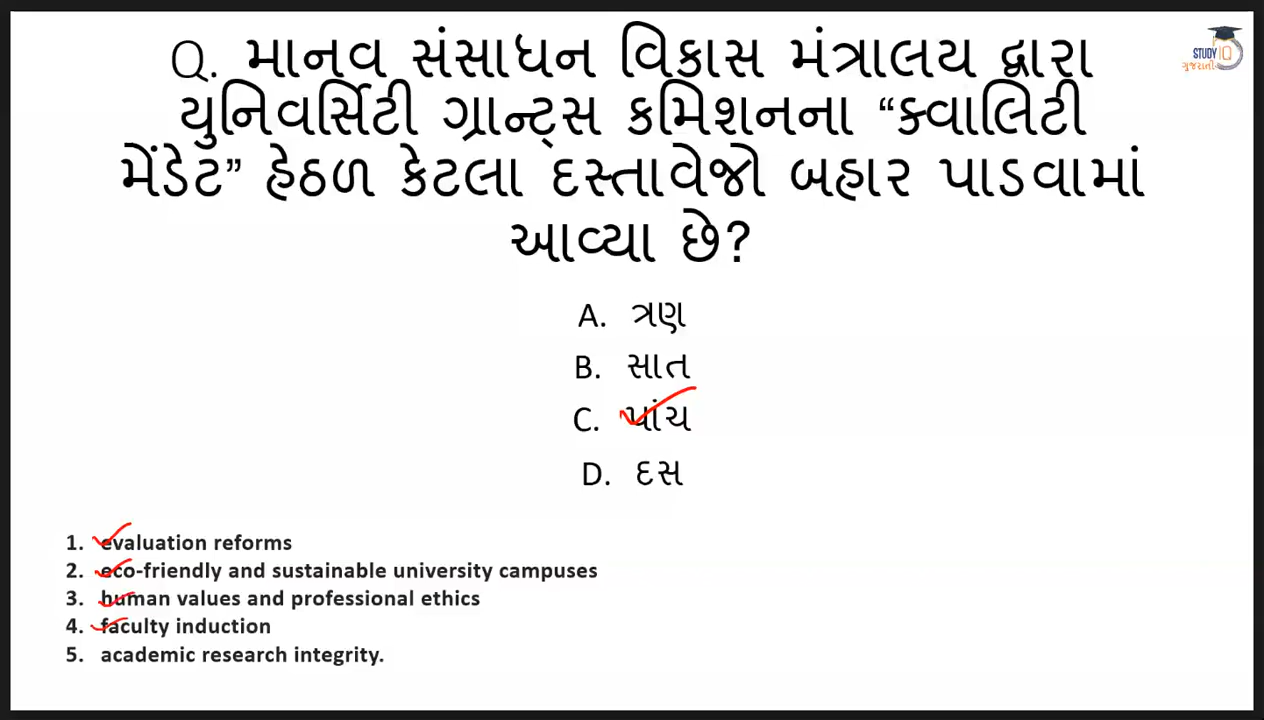 Q. માનવ સંસાધન વિકાસ મંત્રાલય દ્વારા
યુનિવર્સિટી ગ્રાન્ટ્સ કમિશનના “ક્વાલિટી
મેંડેટ” હેઠળ કેટલા દસ્તાવેજો બહાર પાડવામાં
આવ્યા છે?
A. ત્રણ
B. સાત
C. પાંચ
D. દસ
1. evaluation reforms
2. eco-friendly and sustainable university campuses
3. human values and professional ethics
4. faculty induction
5. academic research integrity.
STUDY IQ
ગુજરાતી